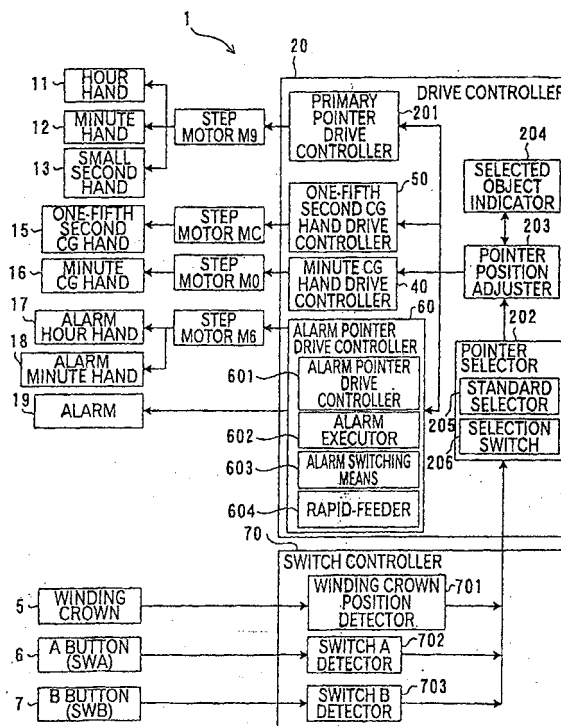 1
20
11
HOUR
HAND
DRIVE CONTROLLER
12
MINUTE
HAND
STEP
MOTOR M9
PRIMARY
POINTER
DRIVE
CONTROLLER
201
204
13
SMALL
SECOND
HAND
SELECTED
OBJECT
INDICATOR
50
15
ONE-FIFTH
SECOND CG
HAND
STEP
MOTOR MC
ONE-FIFTH
SECOND CG
HAND DRIVE
CONTROLLER
203
16
MINUTE
CG HAND
STEP
MOTOR M0
MINUTE CG
HAND DRIVE
CONTROLLER
40
POINTER
POSITION
ADJUSTER
17
60
202
ALARM
HOUR HAND
STEP
MOTOR M6
ALARM POINTER
DRIVE CONTROLLER
POINTER
SELECTOR
18
ALARM
MINUTE HAND
601
ALARM POINTER
DRIVE
CONTROLLER
STANDARD
SELECTOR
205
19
ALARM
602
ALARM
EXECUTOR
SELECTION
SWITCH
206
603
ALARM SWITCHING
MEANS
604
RAPID-FEEDER
70
SWITCH CONTROLLER
5
WINDING
CROWN
WINDING CROWN
POSITION
DETECTOR
701
6
A BUTTON
(SWA)
SWITCH A
DETECTOR
702
7
B BUTTON
(SWB)
SWITCH B
DETECTOR
703